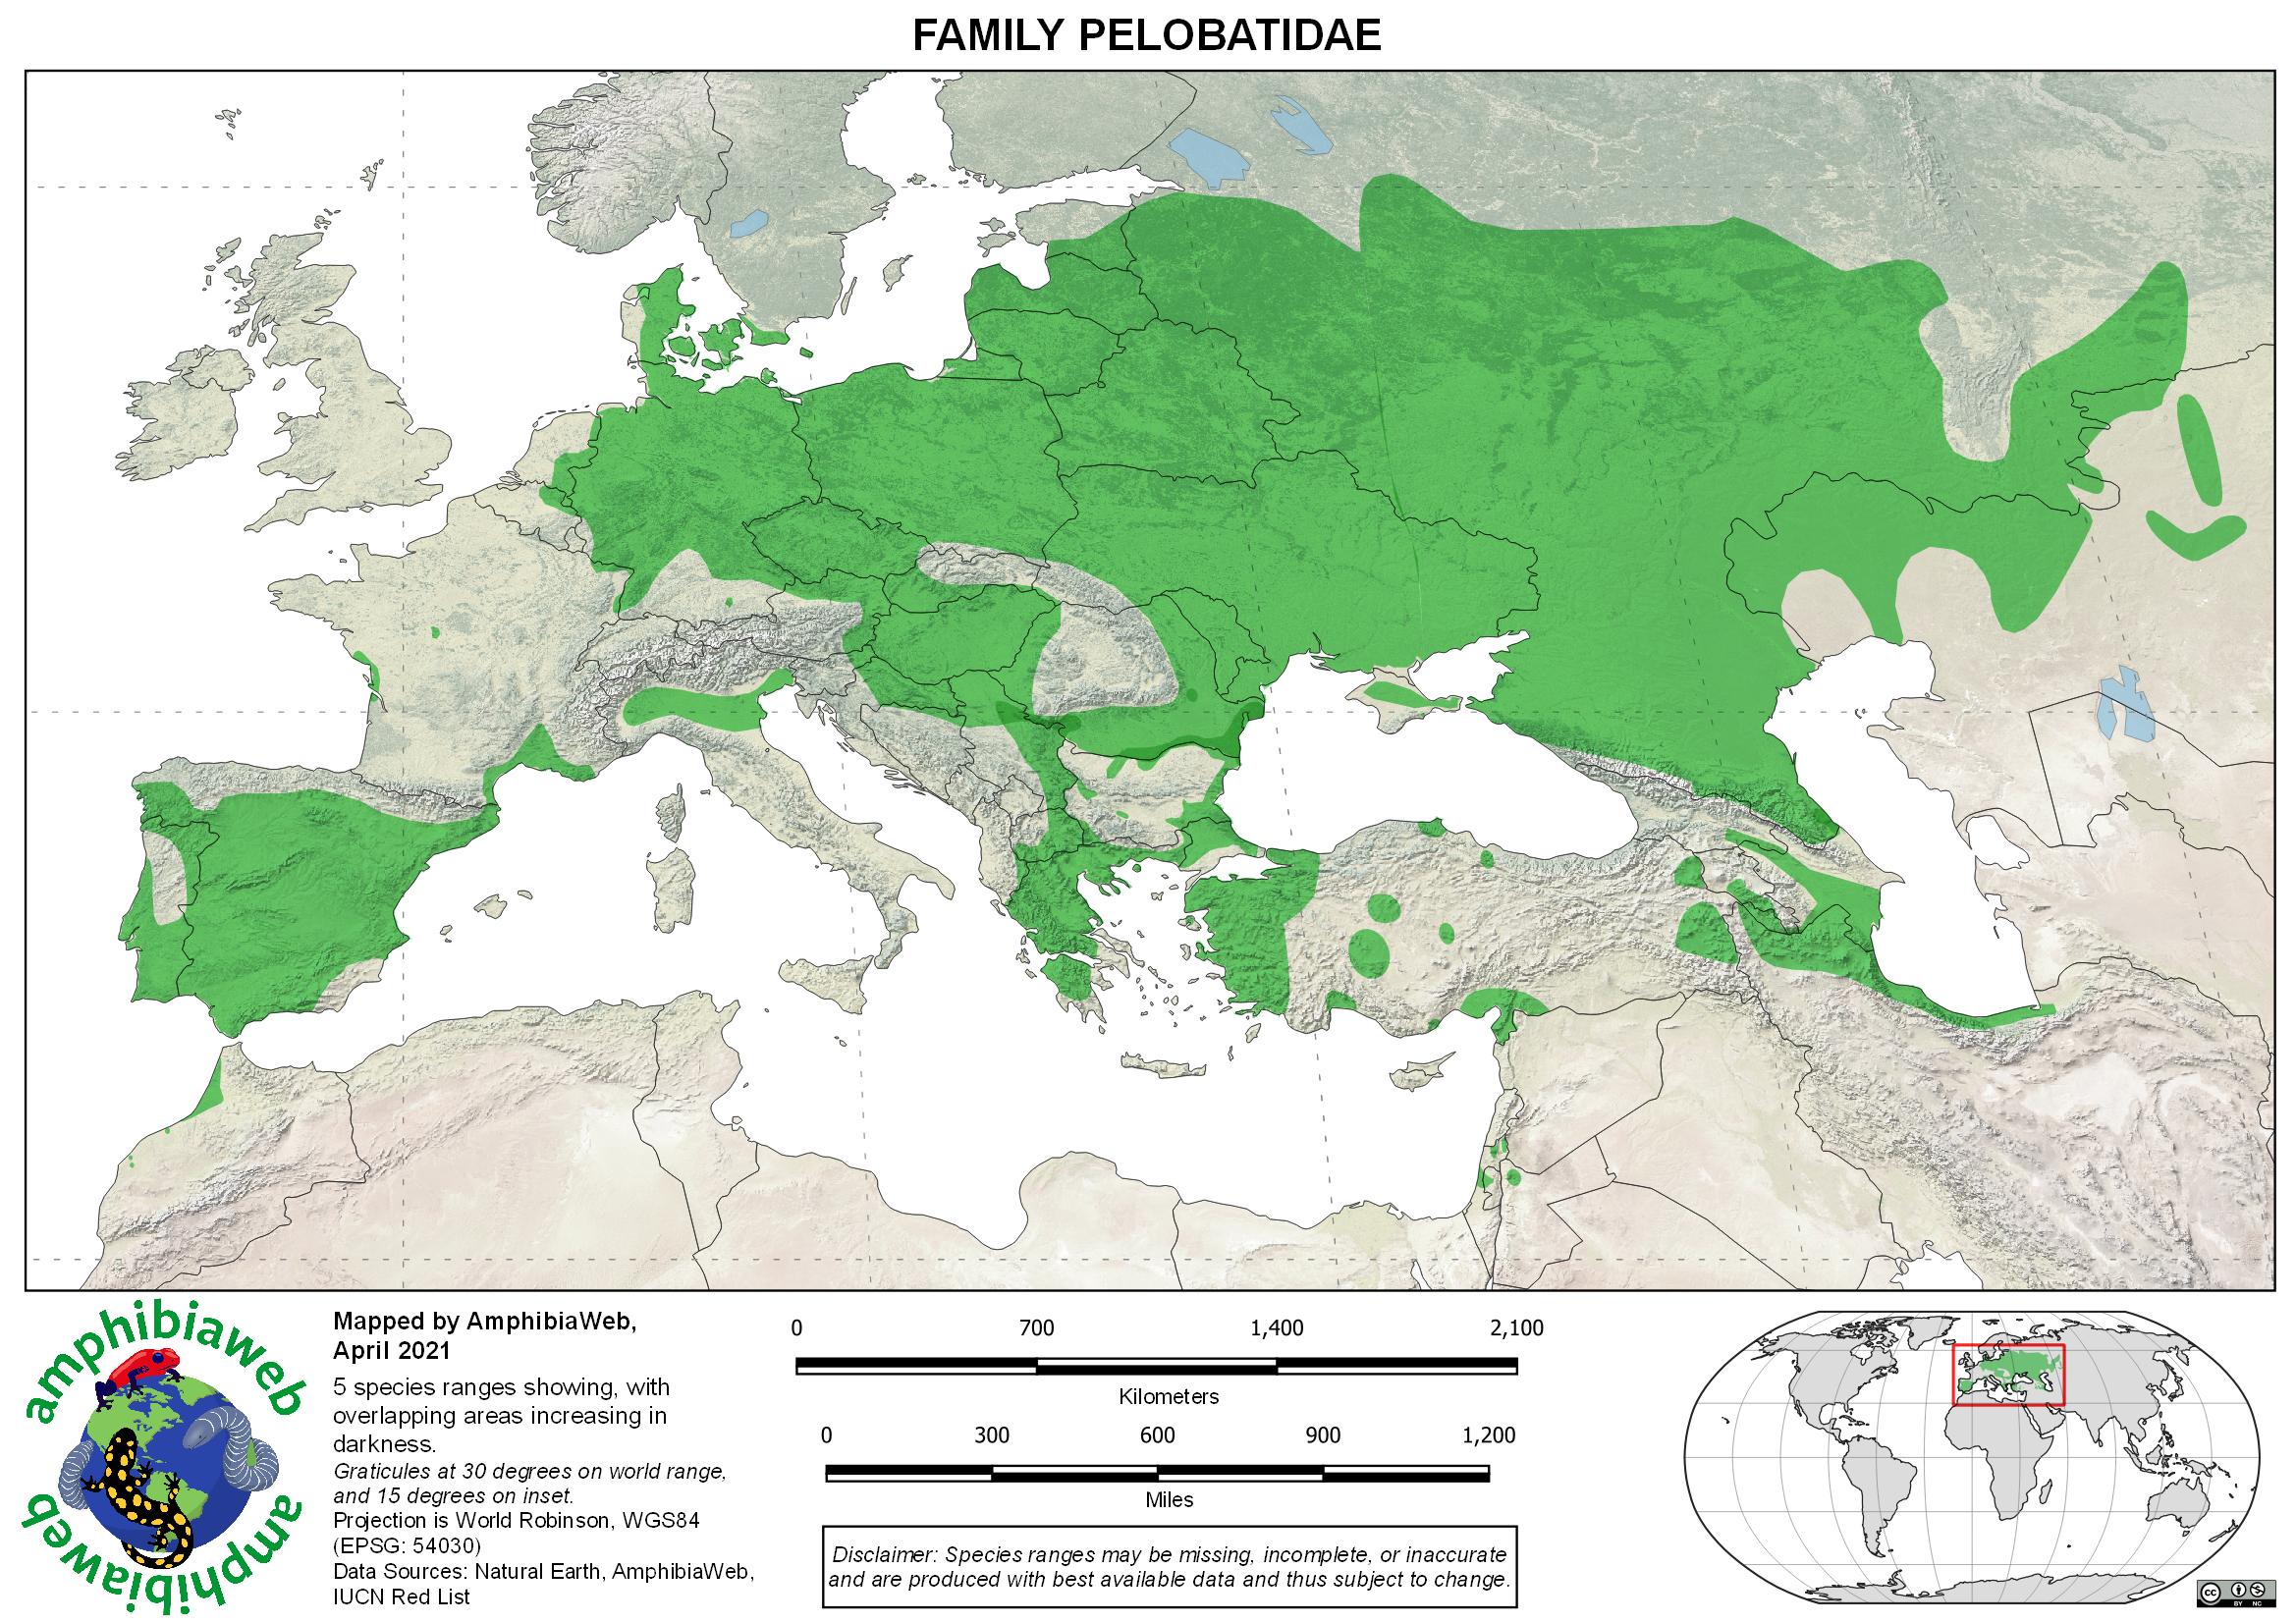 FAMILY PELOBATIDAE
amphibiaweb
amphibiaweb
Mapped by AmphibiaWeb,
April 2021
5 species ranges showing, with
overlapping areas increasing in
darkness.
Graticules at 30 degrees on world range,
and 15 degrees on inset.
Projection is World Robinson, WGS84
(EPSG: 54030)
Data Sources: Natural Earth, AmphibiaWeb,
IUCN Red List
0 700 1,400 2,100
Kilometers
0 300 600 900 1,200
Miles
Disclaimer: Species ranges may be missing, incomplete, or inaccurate
and are produced with best available data and thus subject to change.
cc
BY NC